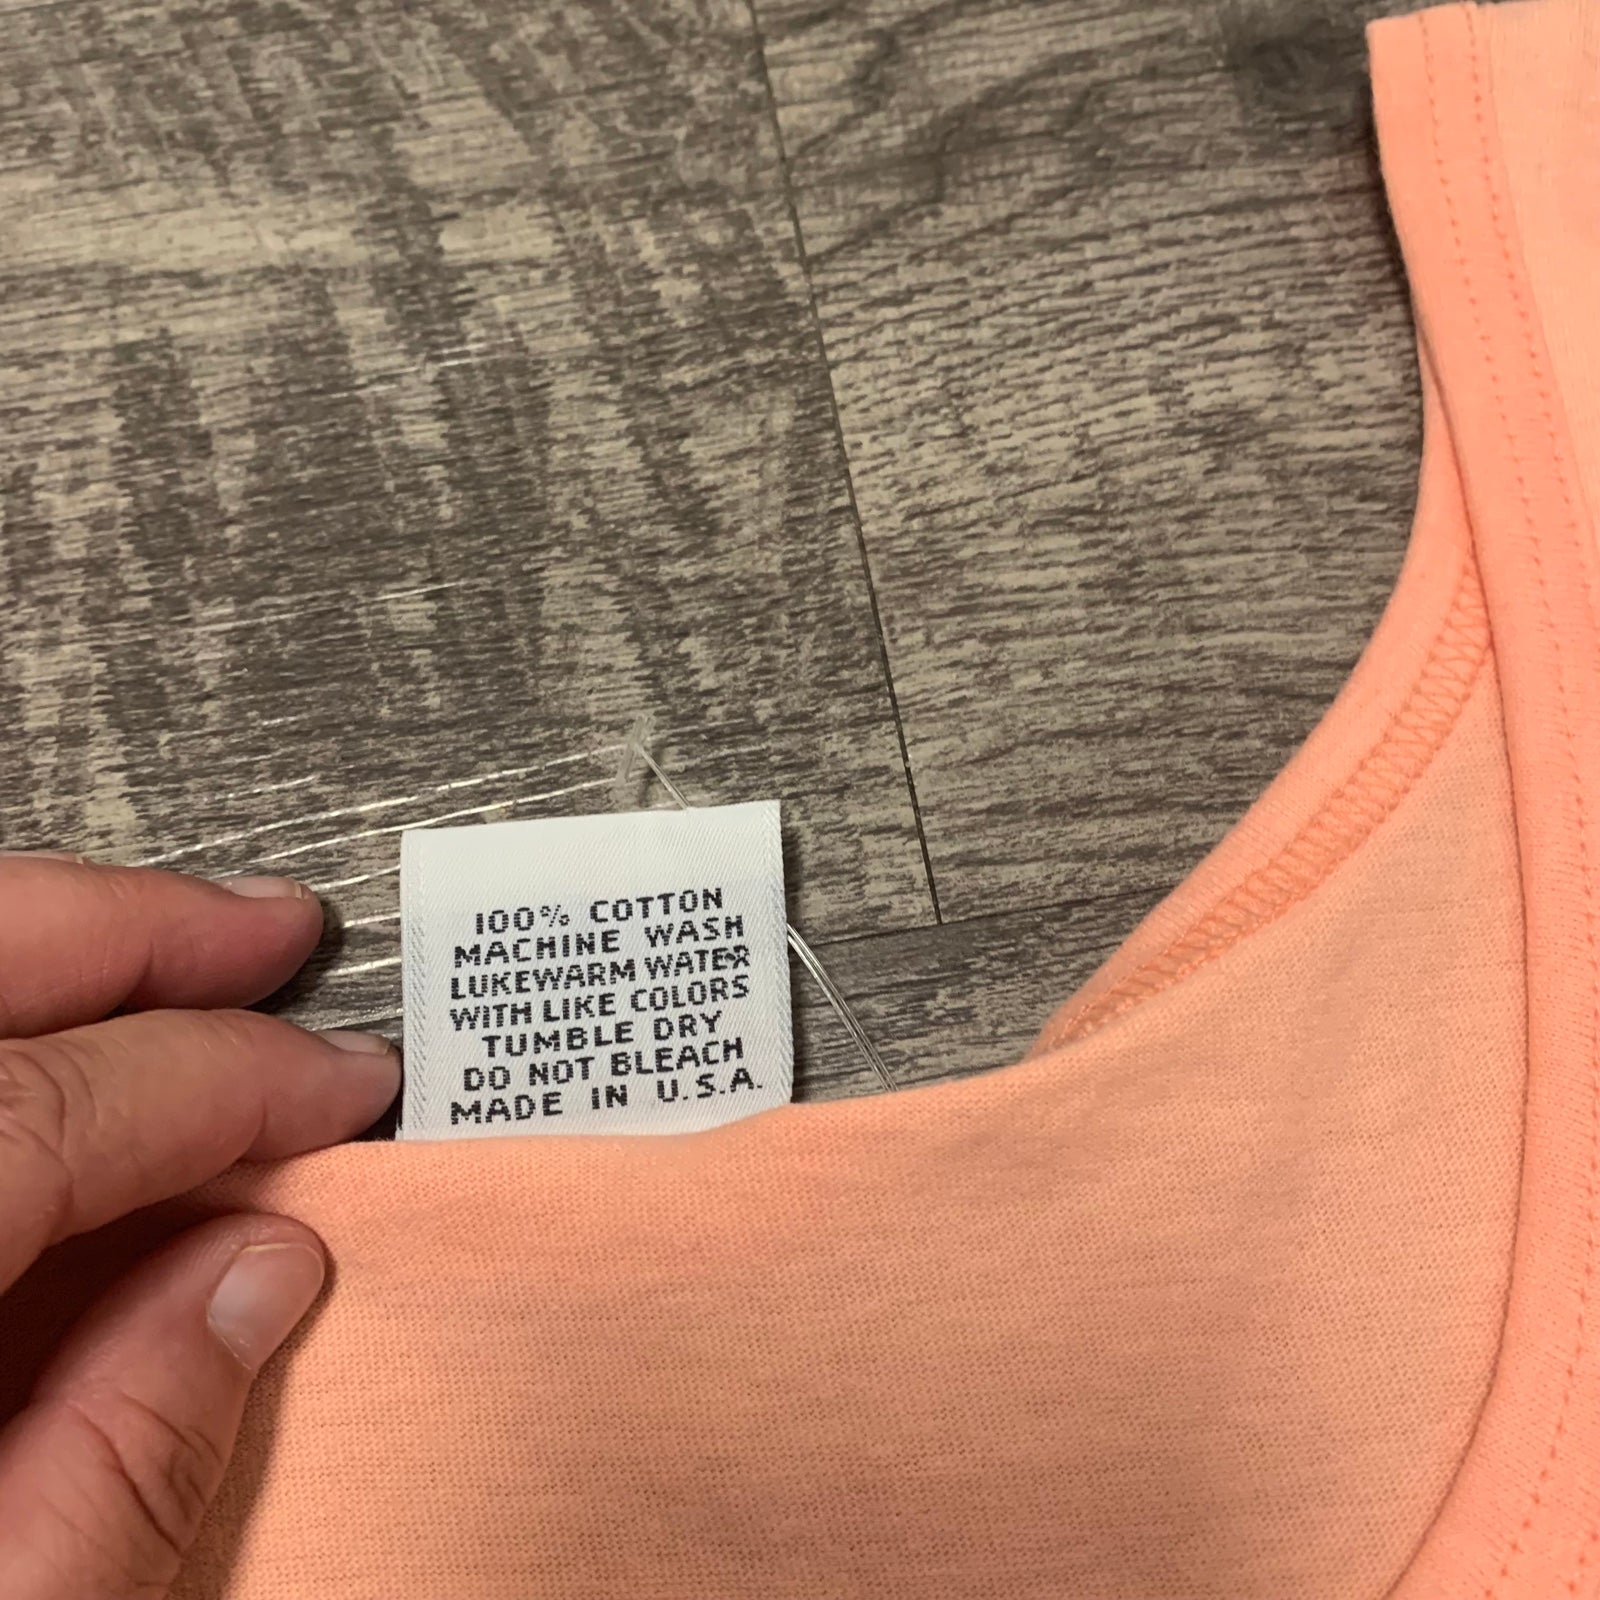 100% COTTON
MACHINE WASH
LUKEWARM WATER
WITH LIKE COLORS
TUMBLE DRY
DO NOT BLEACH
MADE IN U.S.A.